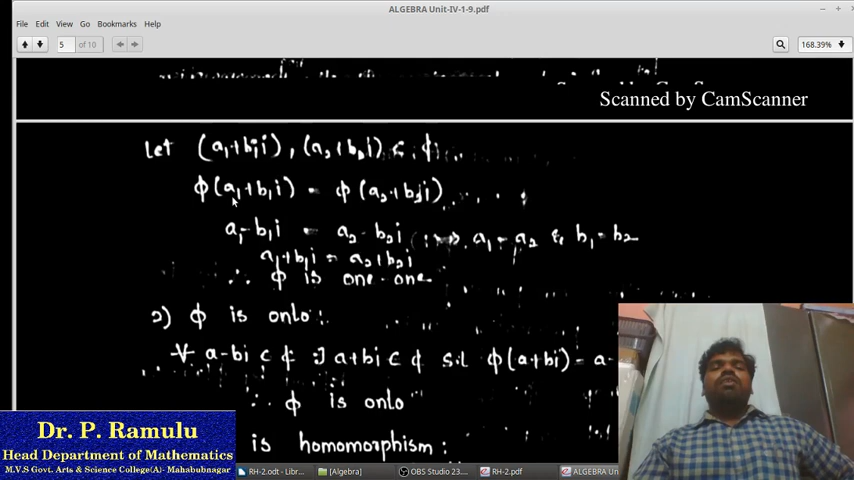 ALGEBRA Unit-IV-1-9.pdf
File Edit View Go Bookmarks Help
5 of 10 168.39%
Scanned by CamScanner
Let (a₁+b₁i), (a₂+b₂i) ∈ ₵
ϕ(a₁+b₁i) = ϕ(a₂+b₂i)
a₁-b₁i = a₂-b₂i ⇒ a₁ = a₂ & b₁ = b₂
a₁+b₁i = a₂+b₂i
∴ ϕ is one-one
2) ϕ is onto:
∀ a-bi ∈ ₵ ∃ a+bi ∈ ₵ s.t ϕ(a+bi) = a-
∴ ϕ is onto
is homomorphism:
Dr. P. Ramulu
Head Department of Mathematics
M.V.S Govt. Arts & Science College(A)- Mahabubnagar
RH-2.odt - Libr... [Algebra] OBS Studio 23.... RH-2.pdf ALGEBRA Un